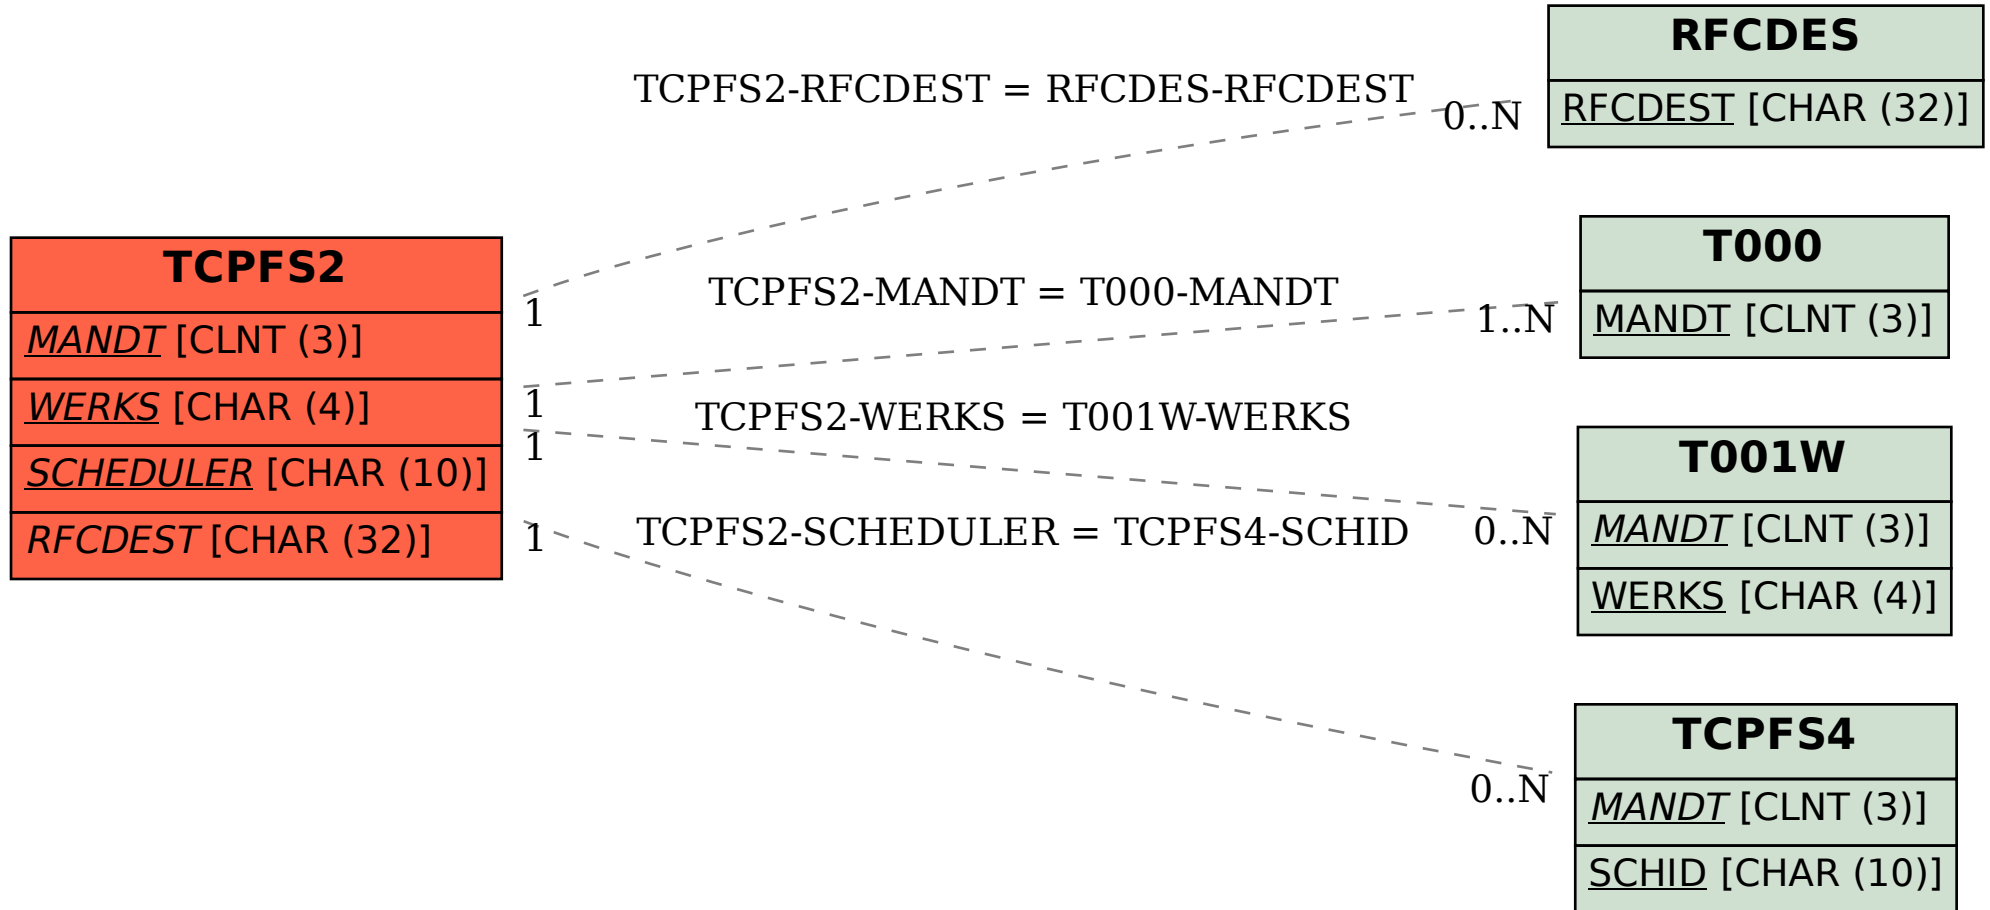 TCPFS2
MANDT [CLNT (3)]
WERKS [CHAR (4)]
SCHEDULER [CHAR (10)]
RFCDEST [CHAR (32)]
TCPFS2-RFCDEST = RFCDES-RFCDEST
0..N
1
TCPFS2-MANDT = T000-MANDT
1..N
1
TCPFS2-WERKS = T001W-WERKS
1
0..N
TCPFS2-SCHEDULER = TCPFS4-SCHID
1
0..N
RFCDES
RFCDEST [CHAR (32)]
T000
MANDT [CLNT (3)]
T001W
MANDT [CLNT (3)]
WERKS [CHAR (4)]
TCPFS4
MANDT [CLNT (3)]
SCHID [CHAR (10)]